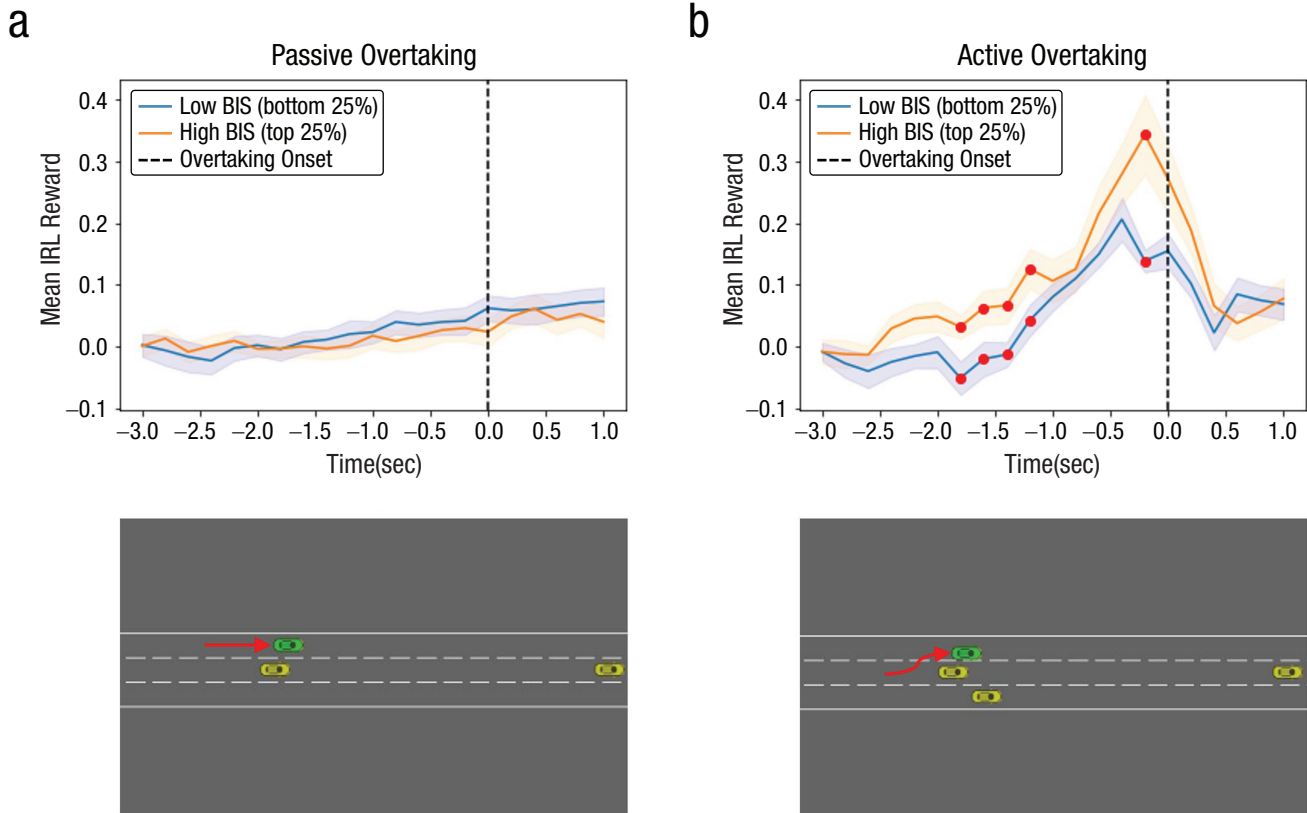 a
Passive Overtaking
Mean IRL Reward
0.4
0.3
0.2
0.1
0.0
−0.1
Low BIS (bottom 25%)
High BIS (top 25%)
Overtaking Onset
−3.0 −2.5 −2.0 −1.5 −1.0 −0.5 0.0 0.5 1.0
Time(sec)
b
Active Overtaking
Mean IRL Reward
0.4
0.3
0.2
0.1
0.0
−0.1
Low BIS (bottom 25%)
High BIS (top 25%)
Overtaking Onset
−3.0 −2.5 −2.0 −1.5 −1.0 −0.5 0.0 0.5 1.0
Time(sec)